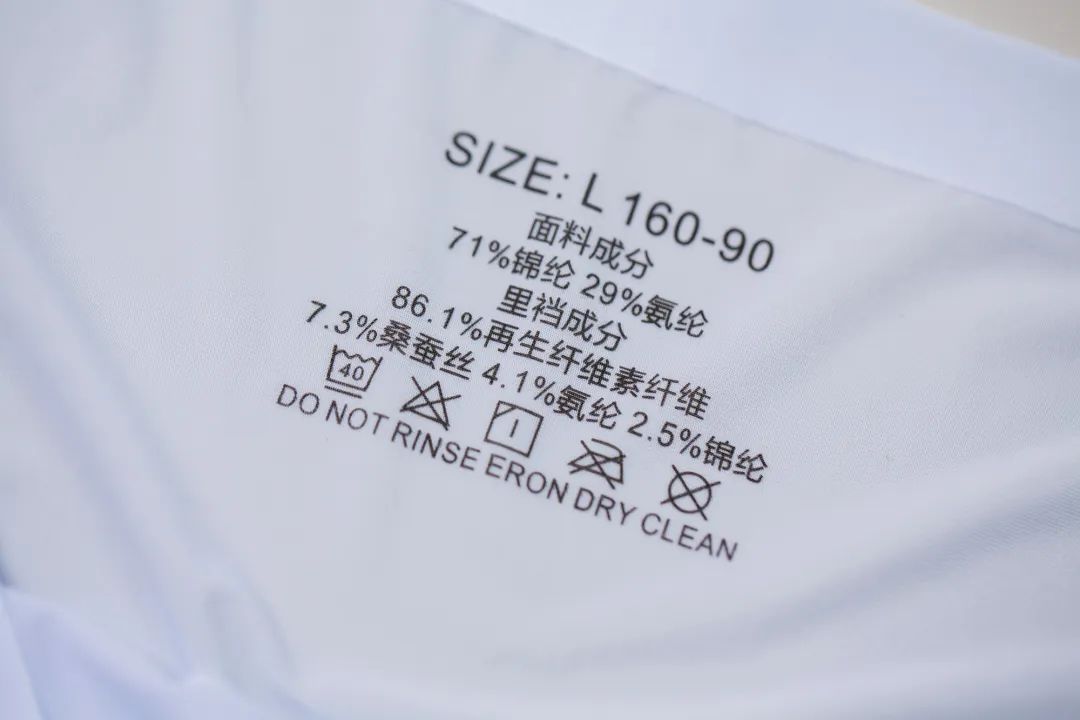 SIZE: L 160-90
面料成分
71%锦纶 29%氨纶
里裆成分
86.1%再生纤维素纤维
7.3%桑蚕丝 4.1%氨纶 2.5%锦纶
40
DO NOT RINSE ERON DRY CLEAN